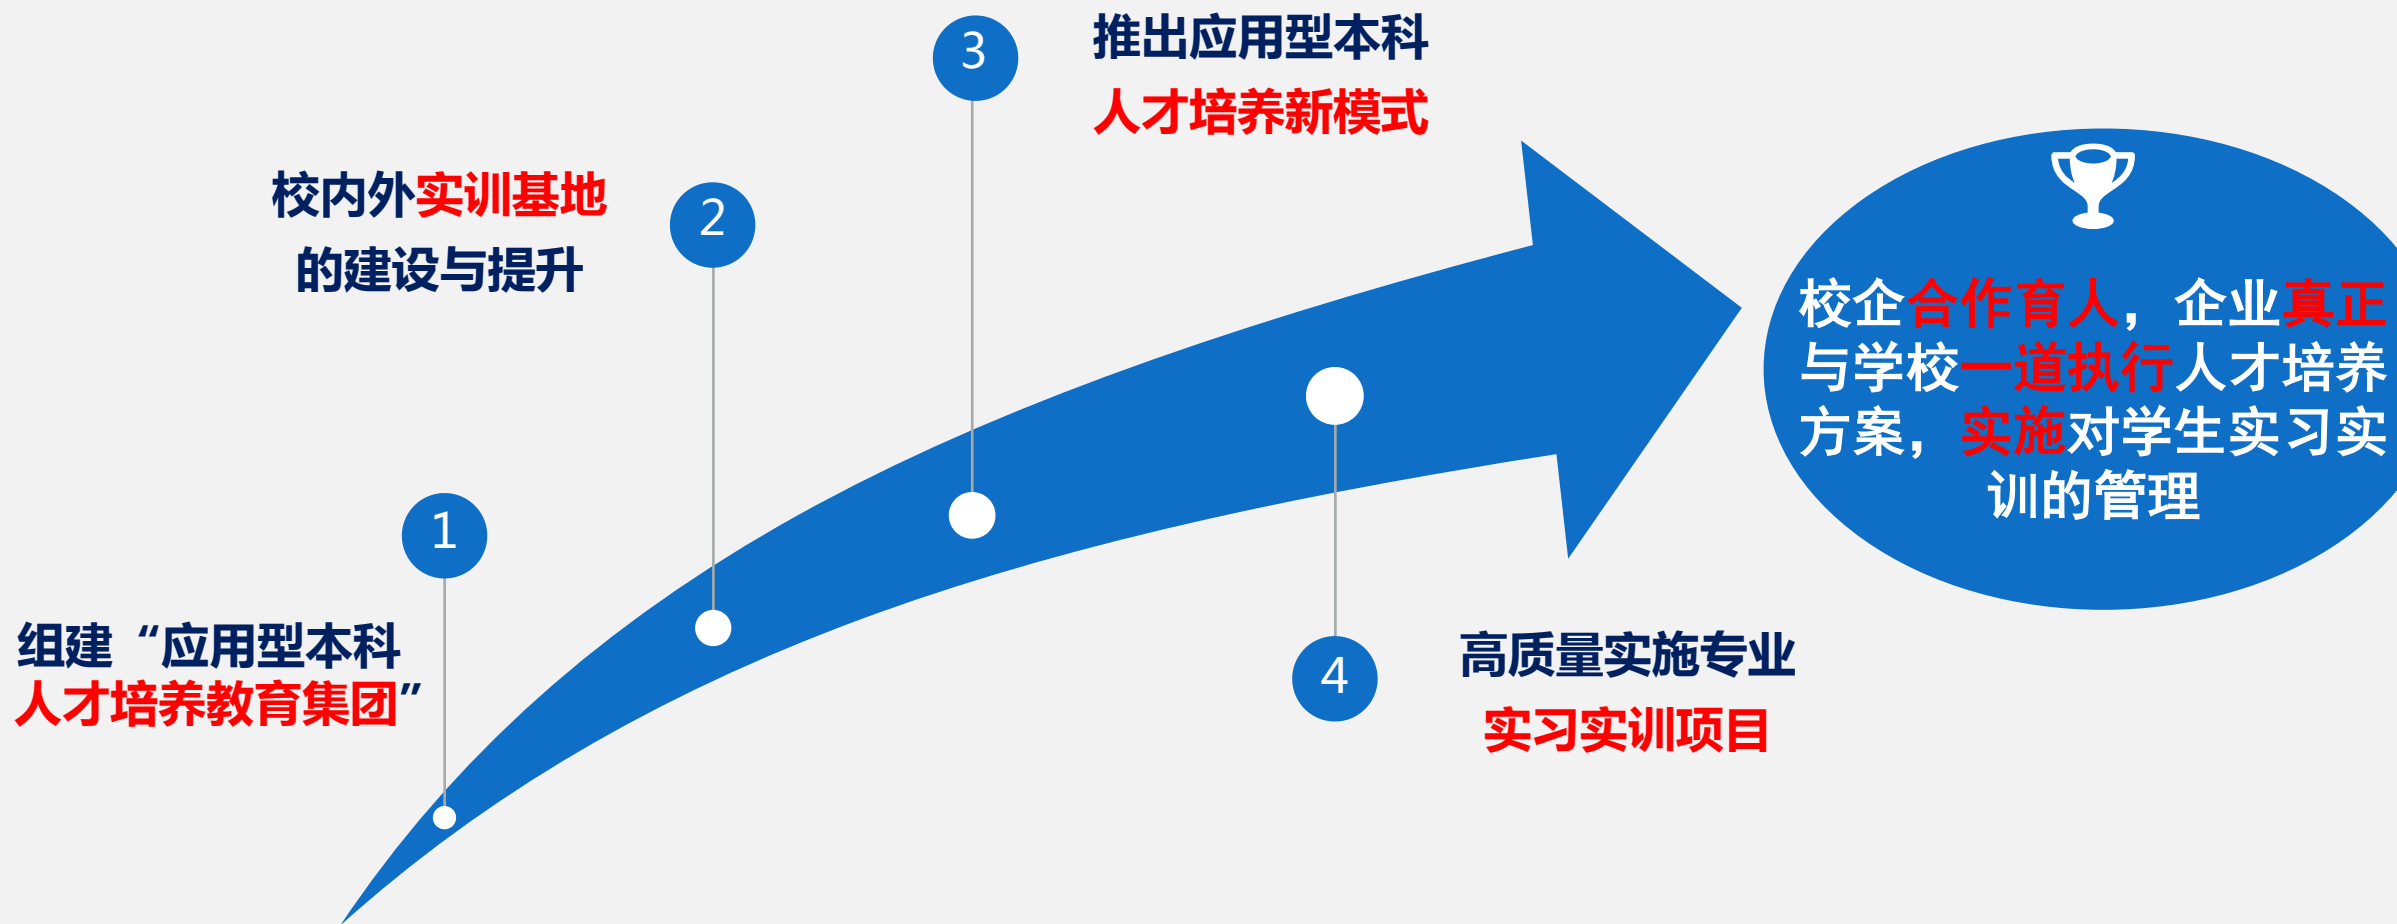 1
组建“应用型本科
人才培养教育集团”
2
校内外实训基地
的建设与提升
3
推出应用型本科
人才培养新模式
4
高质量实施专业
实习实训项目
校企合作育人，企业真正
与学校一道执行人才培养
方案，实施对学生实习实
训的管理